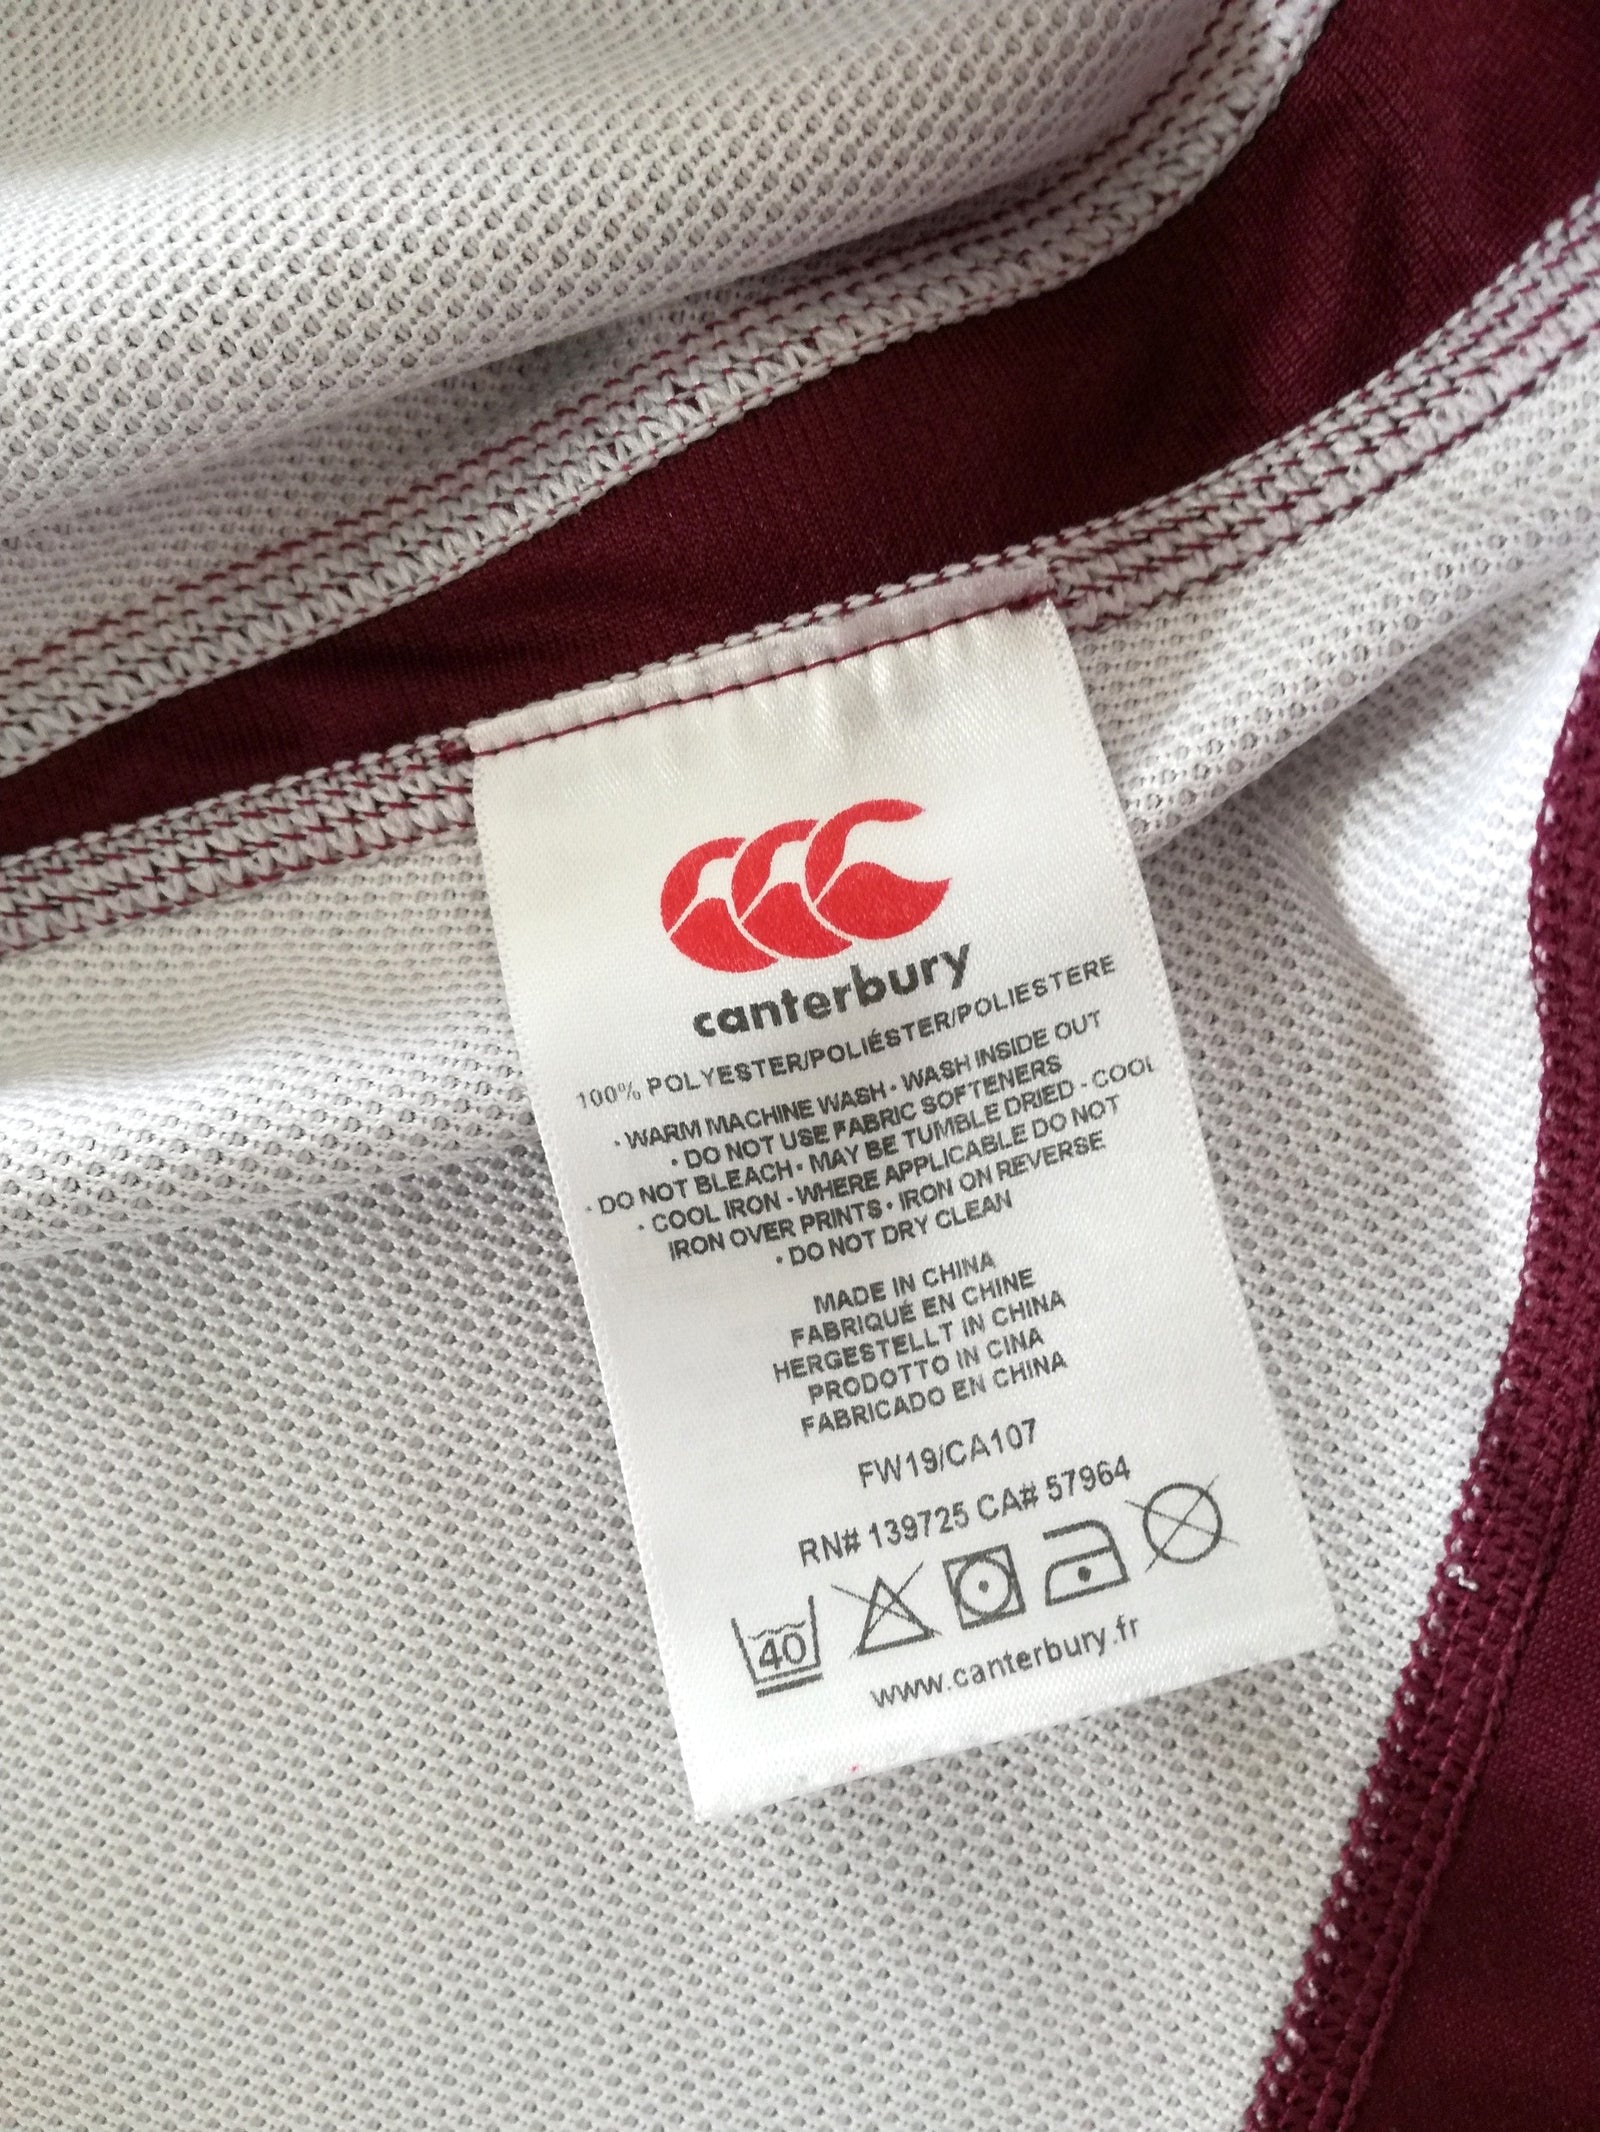 canterbury
100% POLYESTER/POLIÉSTER/POLIESTERE
• WARM MACHINE WASH • WASH INSIDE OUT
• DO NOT USE FABRIC SOFTENERS
• DO NOT BLEACH • MAY BE TUMBLE DRIED - COOL
• COOL IRON - WHERE APPLICABLE DO NOT
IRON OVER PRINTS • IRON ON REVERSE
• DO NOT DRY CLEAN
MADE IN CHINA
FABRIQUÉ EN CHINE
HERGESTELLT IN CHINA
PRODOTTO IN CINA
FABRICADO EN CHINA
FW19/CA107
RN# 139725 CA# 57964
40
www.canterbury.fr